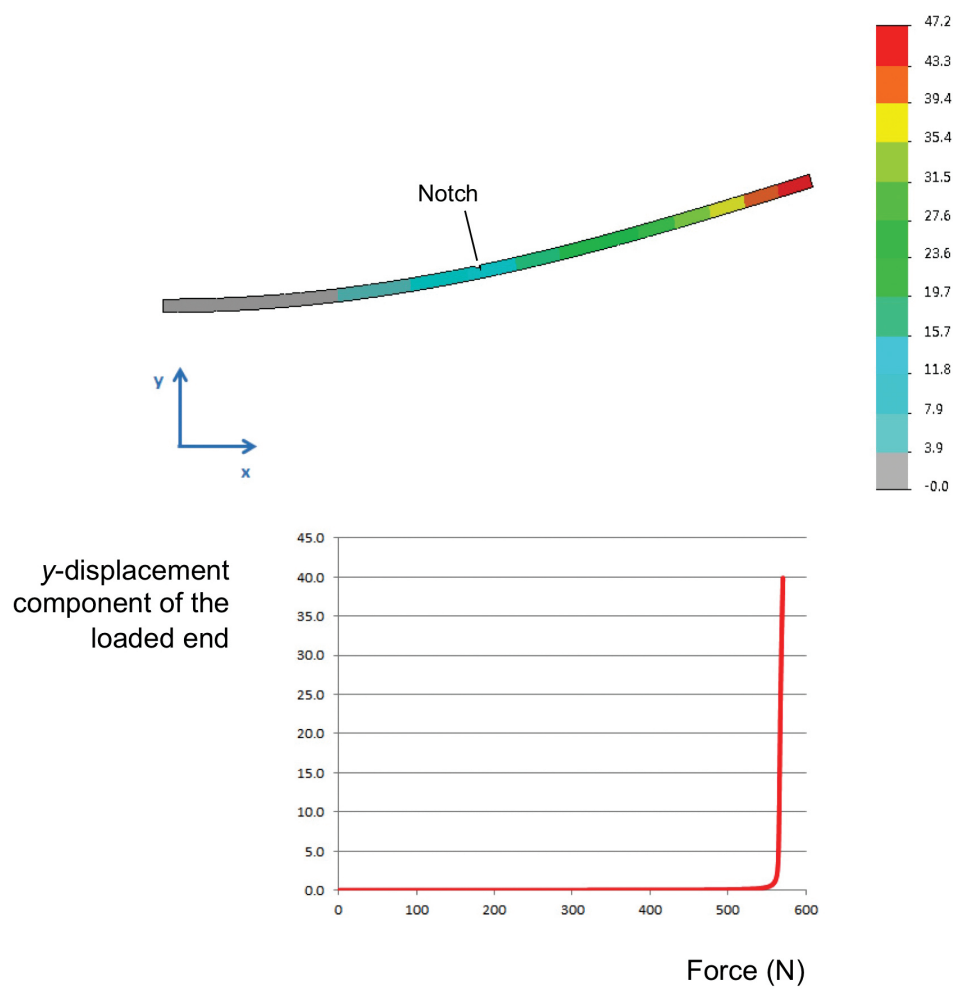 47.2
43.3
39.4
35.4
31.5
27.6
23.6
19.7
15.7
11.8
7.9
3.9
-0.0
Notch
y
x
y-displacement
component of the
loaded end
45.0
40.0
35.0
30.0
25.0
20.0
15.0
10.0
5.0
0.0
0 100 200 300 400 500 600
Force (N)